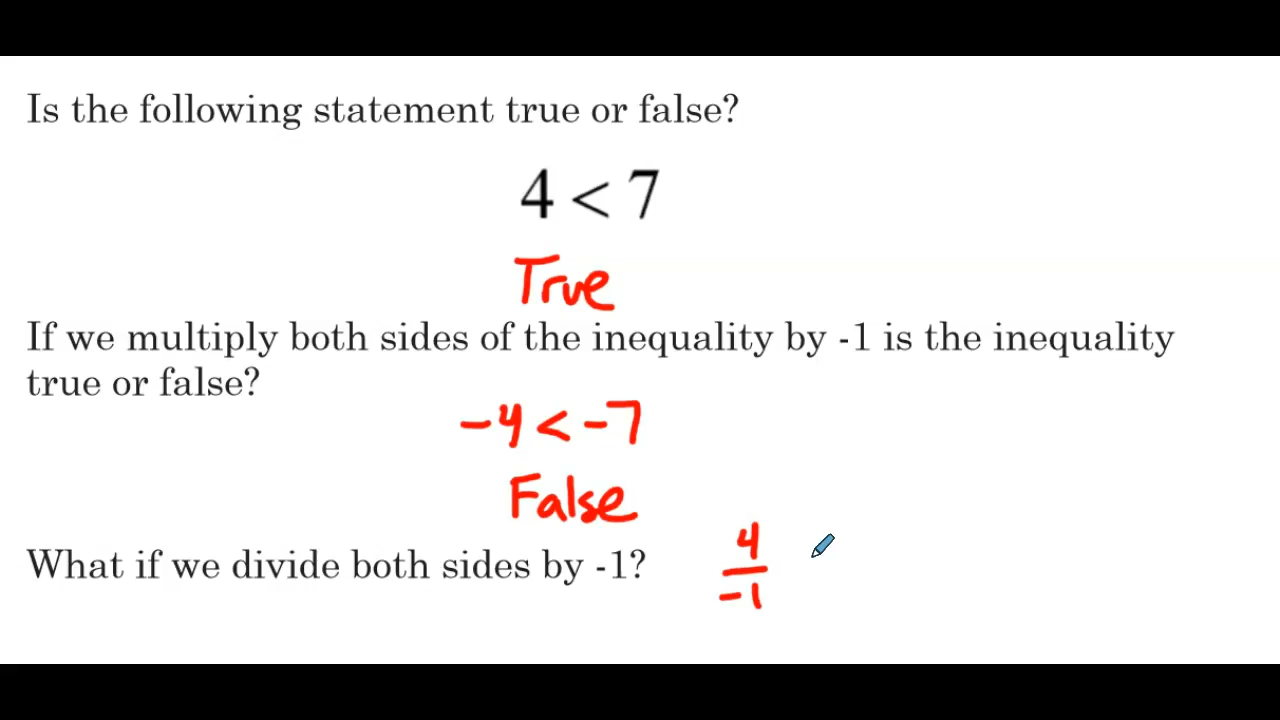 Is the following statement true or false?
4 < 7
True
If we multiply both sides of the inequality by -1 is the inequality
true or false?
-4 < -7
False
What if we divide both sides by -1?
4
-1